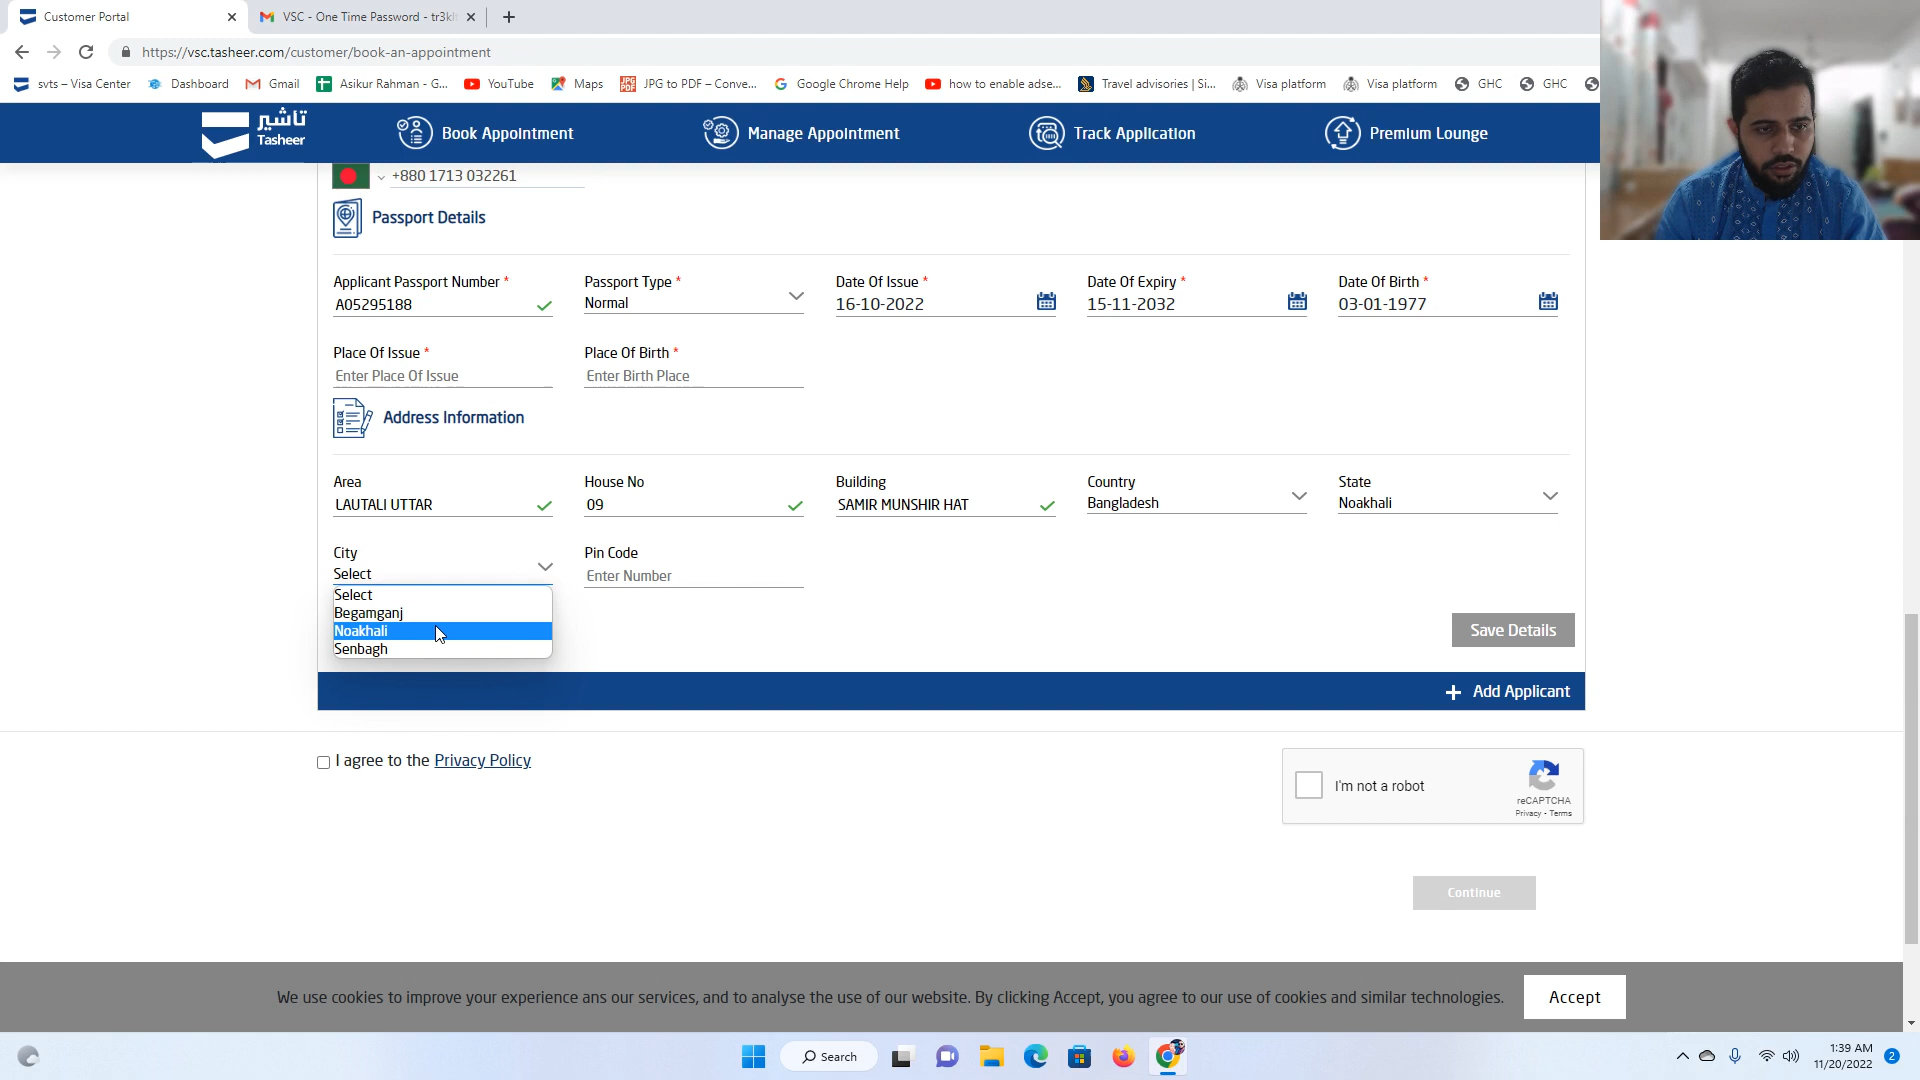 Customer Portal
VSC - One Time Password - tr3klt
https://vsc.tasheer.com/customer/book-an-appointment
svts – Visa Center
Dashboard
Gmail
Asikur Rahman - G...
YouTube
Maps
JPG to PDF – Conve...
Google Chrome Help
how to enable adse...
Travel advisories | Si...
Visa platform
Visa platform
GHC
GHC
تاشير
Tasheer
Book Appointment
Manage Appointment
Track Application
Premium Lounge
+880 1713 032261
Passport Details
Applicant Passport Number *
A05295188
Passport Type *
Normal
Date Of Issue *
16-10-2022
Date Of Expiry *
15-11-2032
Date Of Birth *
03-01-1977
Place Of Issue *
Enter Place Of Issue
Place Of Birth *
Enter Birth Place
Address Information
Area
LAUTALI UTTAR
House No
09
Building
SAMIR MUNSHIR HAT
Country
Bangladesh
State
Noakhali
City
Select
Pin Code
Enter Number
Select
Begamganj
Noakhali
Senbagh
Save Details
+ Add Applicant
I agree to the Privacy Policy
I'm not a robot
reCAPTCHA
Privacy - Terms
Continue
We use cookies to improve your experience ans our services, and to analyse the use of our website. By clicking Accept, you agree to our use of cookies and similar technologies.
Accept
Search
1:39 AM
11/20/2022
2